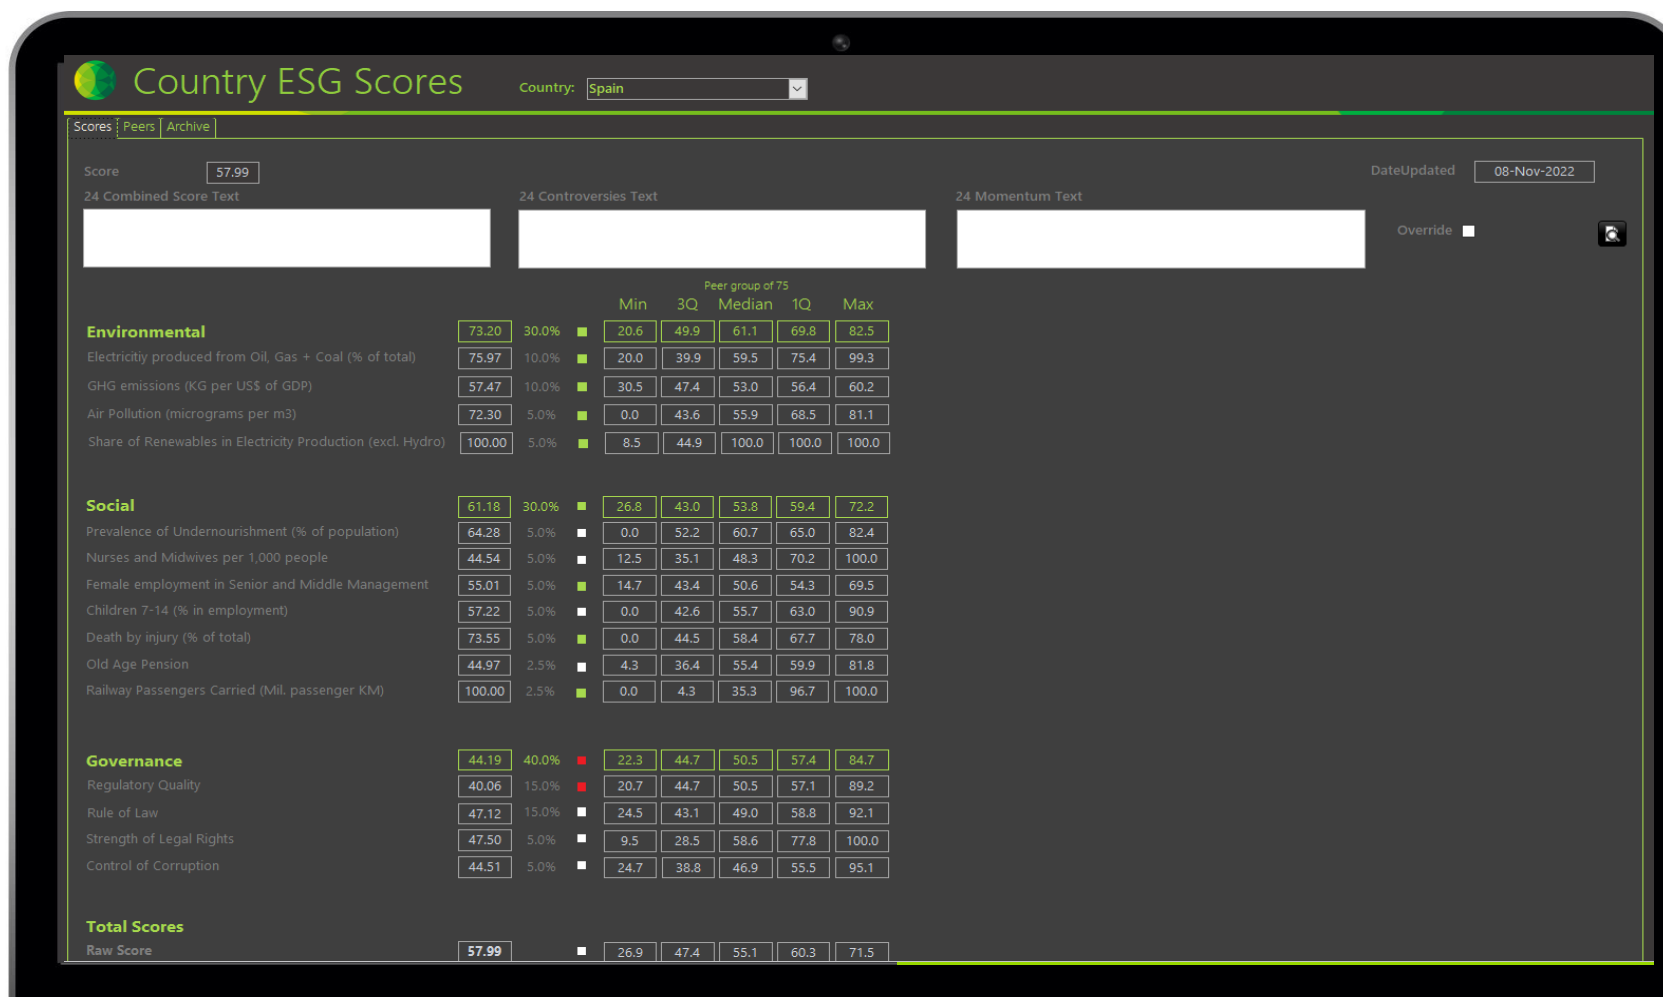 Country ESG Scores
Country: Spain
Scores Peers Archive
Score 57.99 DateUpdated 08-Nov-2022
24 Combined Score Text 24 Controversies Text 24 Momentum Text
Override
Peer group of 75
Min 3Q Median 1Q Max
Environmental 73.20 30.0% 20.6 49.9 61.1 69.8 82.5
Electricitiy produced from Oil, Gas + Coal (% of total) 75.97 10.0% 20.0 39.9 59.5 75.4 99.3
GHG emissions (KG per US$ of GDP) 57.47 10.0% 30.5 47.4 53.0 56.4 60.2
Air Pollution (micrograms per m3) 72.30 5.0% 0.0 43.6 55.9 68.5 81.1
Share of Renewables in Electricity Production (excl. Hydro) 100.00 5.0% 8.5 44.9 100.0 100.0 100.0
Social 61.18 30.0% 26.8 43.0 53.8 59.4 72.2
Prevalence of Undernourishment (% of population) 64.28 5.0% 0.0 52.2 60.7 65.0 82.4
Nurses and Midwives per 1,000 people 44.54 5.0% 12.5 35.1 48.3 70.2 100.0
Female employment in Senior and Middle Management 55.01 5.0% 14.7 43.4 50.6 54.3 69.5
Children 7-14 (% in employment) 57.22 5.0% 0.0 42.6 55.7 63.0 90.9
Death by injury (% of total) 73.55 5.0% 0.0 44.5 58.4 67.7 78.0
Old Age Pension 44.97 2.5% 4.3 36.4 55.4 59.9 81.8
Railway Passengers Carried (Mil. passenger KM) 100.00 2.5% 0.0 4.3 35.3 96.7 100.0
Governance 44.19 40.0% 22.3 44.7 50.5 57.4 84.7
Regulatory Quality 40.06 15.0% 20.7 44.7 50.5 57.1 89.2
Rule of Law 47.12 15.0% 24.5 43.1 49.0 58.8 92.1
Strength of Legal Rights 47.50 5.0% 9.5 28.5 58.6 77.8 100.0
Control of Corruption 44.51 5.0% 24.7 38.8 46.9 55.5 95.1
Total Scores
Raw Score 57.99 26.9 47.4 55.1 60.3 71.5